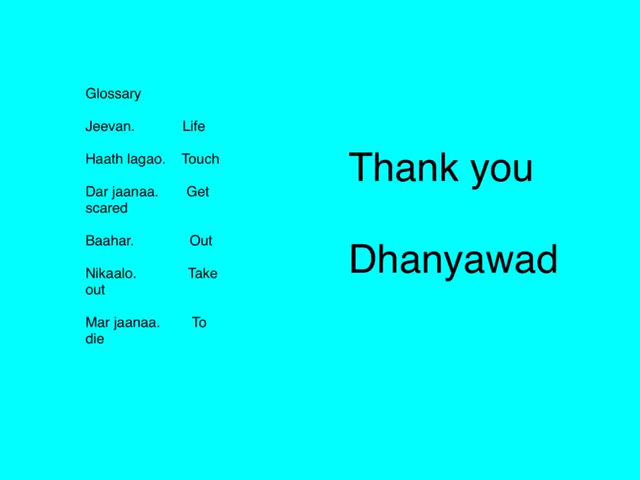 Glossary
Jeevan. Life
Haath lagao. Touch
Dar jaanaa. Get
scared
Baahar. Out
Nikaalo. Take
out
Mar jaanaa. To
die
Thank you
Dhanyawad